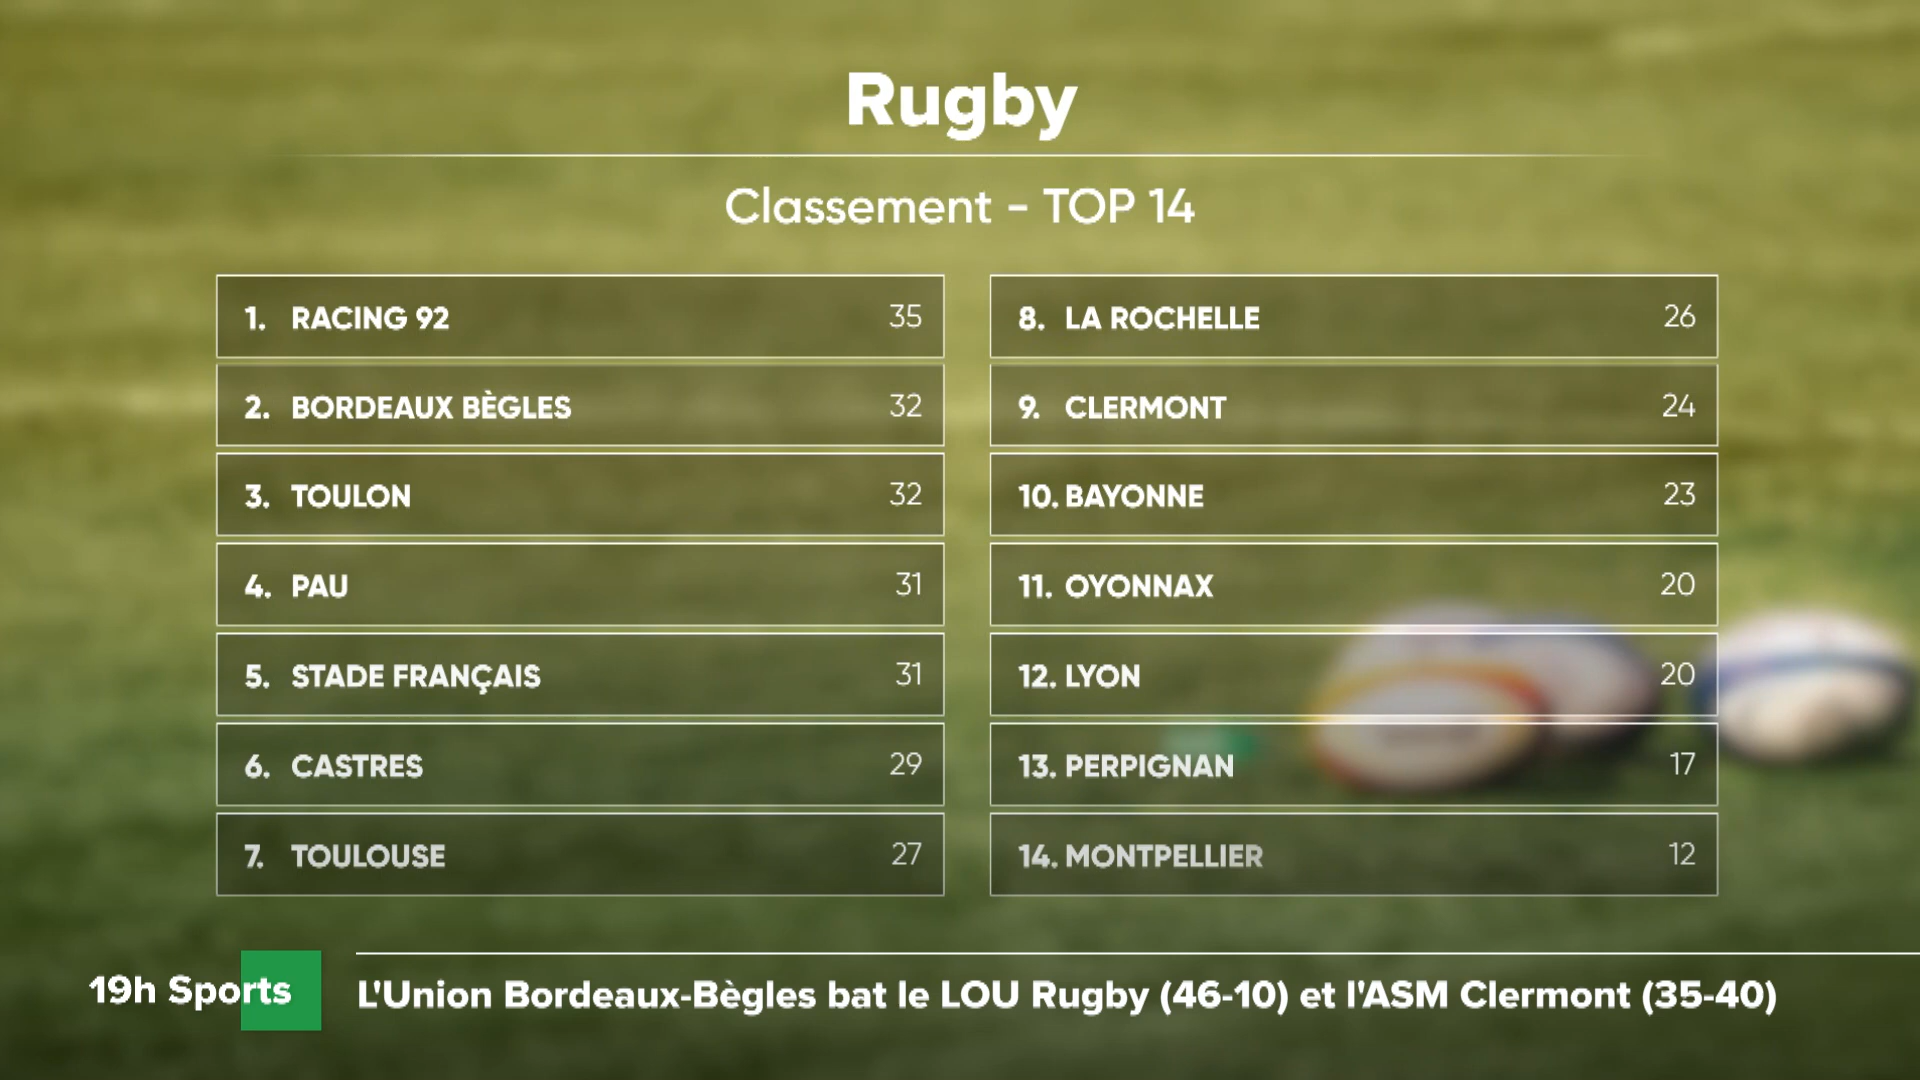 Rugby
Classement - TOP 14
1. RACING 92 35
2. BORDEAUX BÈGLES 32
3. TOULON 32
4. PAU 31
5. STADE FRANÇAIS 31
6. CASTRES 29
7. TOULOUSE 27
8. LA ROCHELLE 26
9. CLERMONT 24
10. BAYONNE 23
11. OYONNAX 20
12. LYON 20
13. PERPIGNAN 17
14. MONTPELLIER 12
19h Sports
L'Union Bordeaux-Bègles bat le LOU Rugby (46-10) et l'ASM Clermont (35-40)